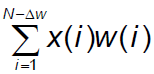 N-Δw
∑ x(i)w(i)
i=1